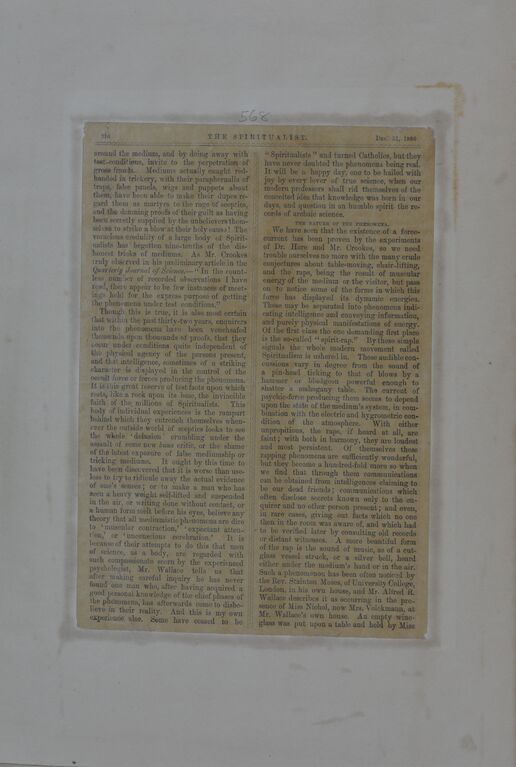 568
316 THE SPIRITUALIST. DEC. 31, 1880
around the medium, and by doing away with
test-conditions, invite to the perpetration of
gross frauds. Mediums actually caught red-
handed in trickery, with their paraphernalia of
traps, false panels, wigs and puppets about
them, have been able to make their dupes re-
gard them as martyrs to the rage of sceptics,
and the damning proofs of their guilt as having
been secretly supplied by the unbelievers them-
selves to strike a blow at their holy cause! The
voracious credulity of a large body of Spirit-
ualists has begotten nine-tenths of the dis-
honest tricks of mediums. As Mr. Crookes
truly observed in his preliminary article in the
Quarterly Journal of Science,—"In the count-
less number of recorded observations I have
read, there appear to be few instances of meet-
ings held for the express purpose of getting
the phenomena under test conditions."
Though this is true, it is also most certain
that within the past thirty-two years, enquirers
into the phenomena have been vouchsafed
thousands upon thousands of proofs, that they
occur under conditions quite independent of
the physical agency of the persons present,
and that intelligence, sometimes of a striking
character is displayed in the control of the
occult force or forces producing the phenomena.
It is this great reserve of test facts upon which
rests, like a rock upon its base, the invincible
faith of the millions of Spiritualists. This
body of individual experiences is the rampart
behind which they entrench themselves when-
ever the outside world of sceptics looks to see
the whole 'delusion' crumbling under the
assault of some new buzz critic, or the shame
of the latest exposure of false mediumship or
tricking mediums. It ought by this time to
have been discovered that it is worse than use-
less to try to ridicule away the actual evidence
of one's senses; or to make a man who has
seen a heavy weight self-lifted and suspended
in the air, or writing done without contact, or
a human form melt before his eyes, believe any
theory that all mediumistic phenomena are due
to 'muscular contraction,' 'expectant atten-
tion,' or 'unconscious cerebration.' It is
because of their attempts to do this that men
of science, as a body, are regarded with
such compassionate scorn by the experienced
psychologist. Mr. Wallace tells us that
after making careful inquiry he has never
found one man who, after having acquired a
good personal knowledge of the chief phases of
the phenomena, has afterwards come to disbe-
lieve in their reality. And this is my own
experience also. Some have ceased to be
"Spiritualists" and turned Catholics, but they
have never doubted the phenomena being real.
It will be a happy day, one to be hailed with
joy by every lover of true science, when our
modern professors shall rid themselves of the
conceited idea that knowledge was born in our
days, and question in an humble spirit the re-
cords of archaic science.
THE NATURE OF THE PHENOMENA.
We have seen that the existence of a force-
current has been proven by the experiments
of Dr. Hare and Mr. Crookes, so we need
trouble ourselves no more with the many crude
conjectures about table-moving, chair-lifting,
and the raps, being the result of muscular
energy of the medium or the visitor, but pass
on to notice some of the forms in which this
force has displayed its dynamic energies.
These may be separated into phenomena indi-
cating intelligence and conveying information,
and purely physical manifestations of energy.
Of the first class the one demanding first place
is the so-called "spirit-rap." By these simple
signals the whole modern movement called
Spiritualism is ushered in. These audible con-
cussions vary in degree from the sound of
a pin-head ticking to that of blows by a
hammer or bludgeon powerful enough to
shatter a mahogany table. The current of
psychic-force producing them seems to depend
upon the state of the medium's system, in com-
bination with the electric and hygrometric con-
dition of the atmosphere. With either
unpropitious, the raps, if heard at all, are
faint; with both in harmony, they are loudest
and most persistent. Of themselves these
rapping phenomena are sufficiently wonderful,
but they become a hundred-fold more so when
we find that through them communications
can be obtained from intelligences claiming to
be our dead friends; communications which
often disclose secrets known only to the en-
quirer and no other person present; and even,
in rare cases, giving out facts which no one
then in the room was aware of, and which had
to be verified later by consulting old records
or distant witnesses. A more beautiful form
of the rap is the sound of music, as of a cut-
glass vessel struck, or a silver bell, heard
either under the medium's hand or in the air.
Such a phenomenon has been often noticed by
the Rev. Stainton Moses, of University College,
London, in his own house, and Mr. Alfred R.
Wallace describes it as occurring in the pre-
sence of Miss Nichol, now Mrs. Volckmann, at
Mr. Wallace's own house. An empty wine-
glass was put upon a table and held by Miss